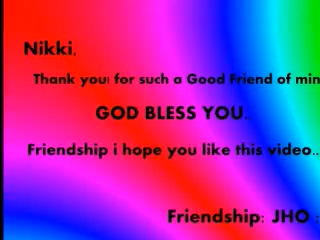 Nikki,
Thank you! for such a Good Friend of min
GOD BLESS YOU.
Friendship i hope you like this video..
Friendship: JHO :